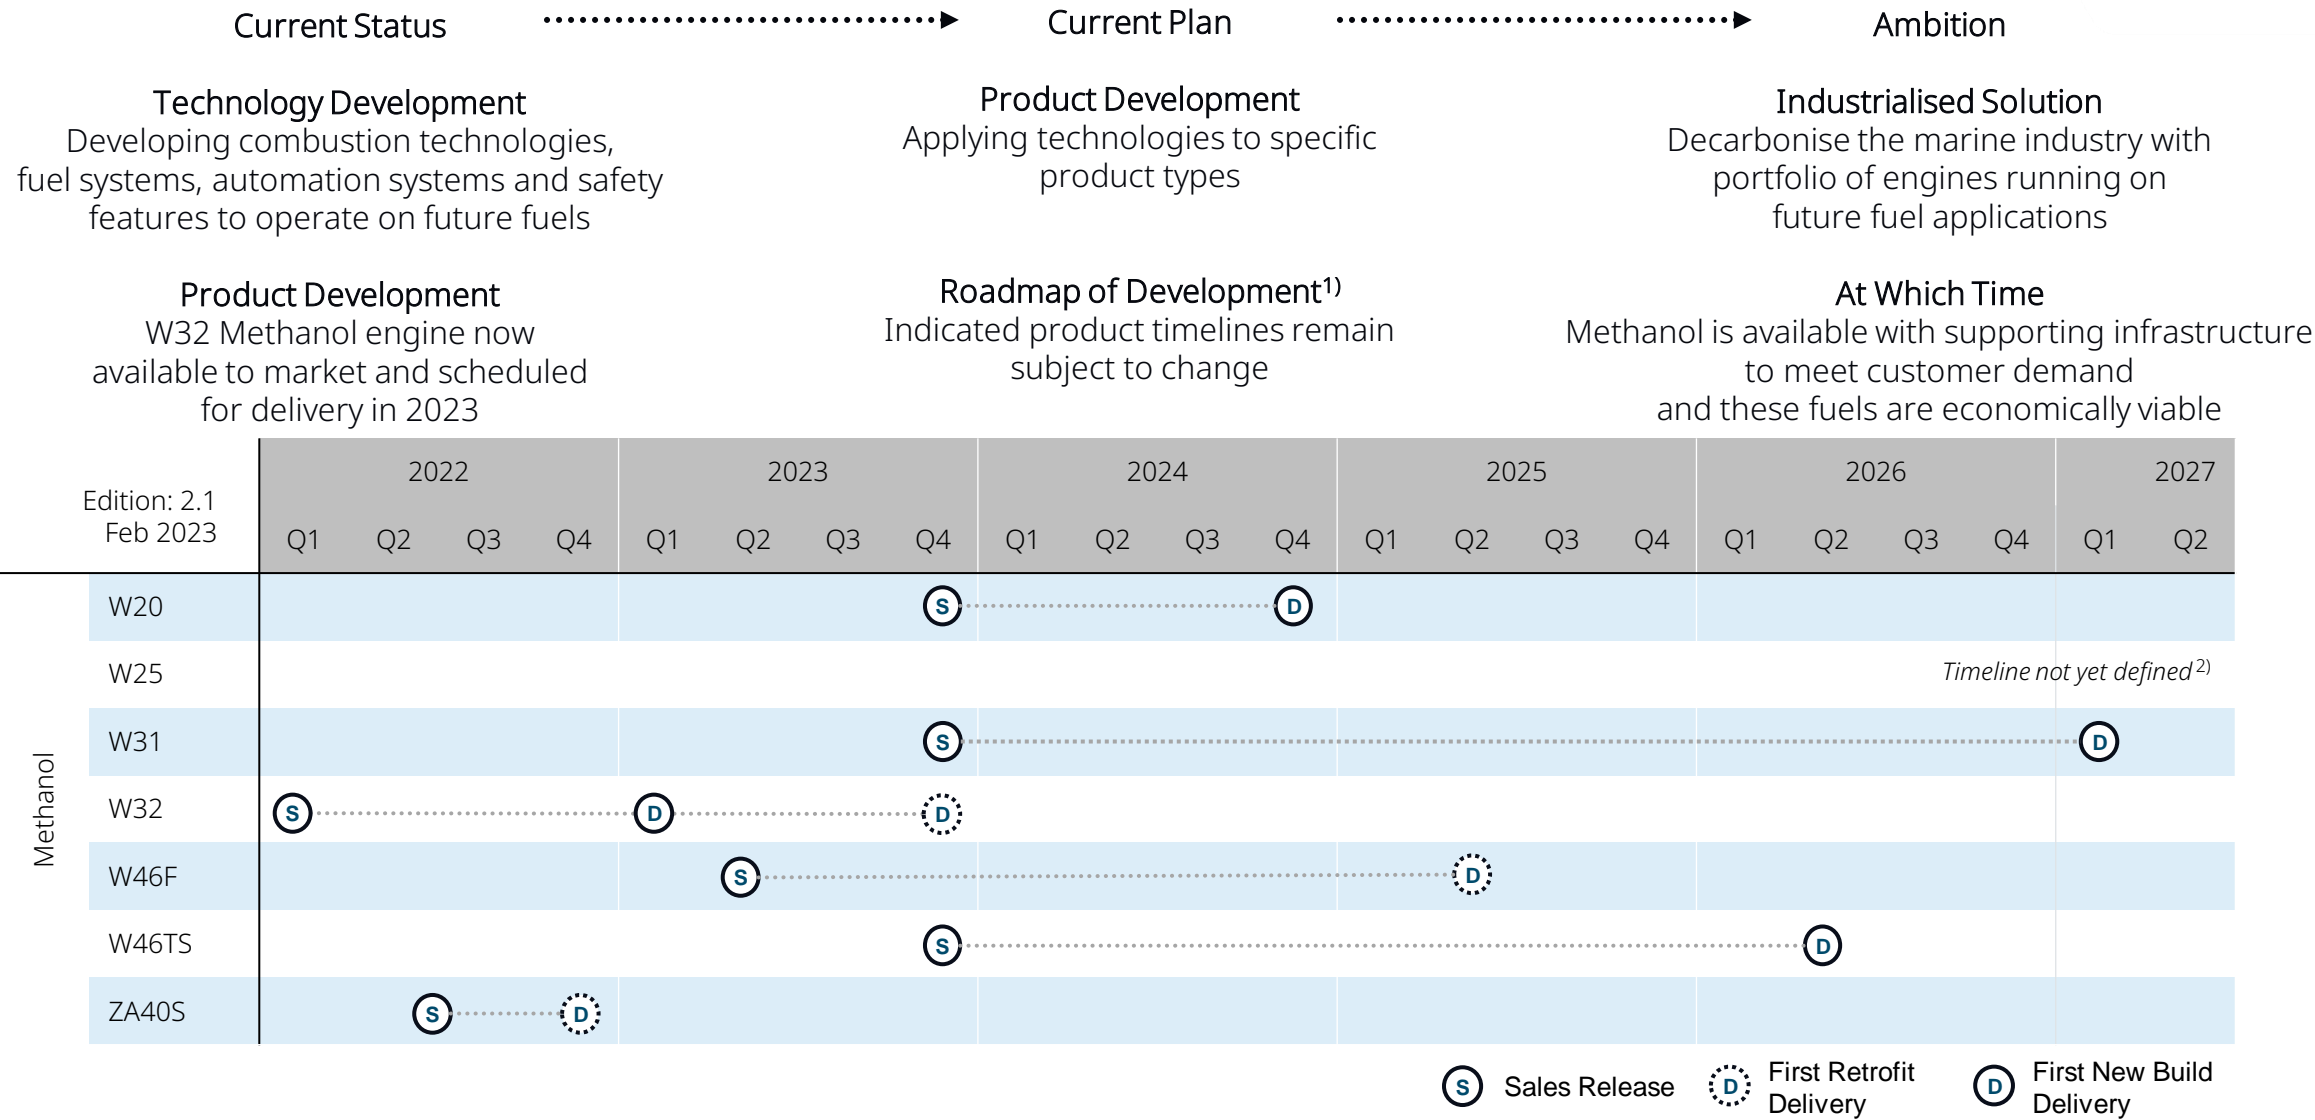 Current Status
Current Plan
Ambition
Technology Development
Developing combustion technologies,
fuel systems, automation systems and safety
features to operate on future fuels
Product Development
Applying technologies to specific
product types
Industrialised Solution
Decarbonise the marine industry with
portfolio of engines running on
future fuel applications
Product Development
W32 Methanol engine now
available to market and scheduled
for delivery in 2023
Roadmap of Development¹⁾
Indicated product timelines remain
subject to change
At Which Time
Methanol is available with supporting infrastructure
to meet customer demand
and these fuels are economically viable
Edition: 2.1
Feb 2023
2022 2023 2024 2025 2026 2027
Q1 Q2 Q3 Q4 Q1 Q2 Q3 Q4 Q1 Q2 Q3 Q4 Q1 Q2 Q3 Q4 Q1 Q2 Q3 Q4 Q1 Q2
Methanol
W20 S D
W25 Timeline not yet defined ²⁾
W31 S D
W32 S D D
W46F S D
W46TS S D
ZA40S S D
S Sales Release
D First Retrofit
Delivery
D First New Build
Delivery